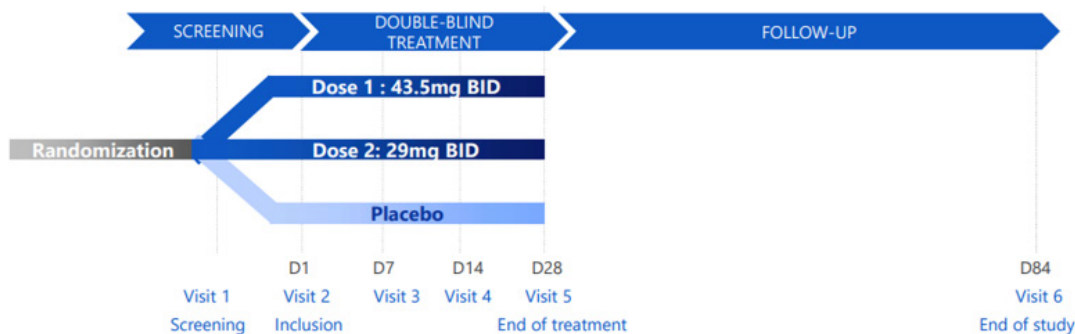 SCREENING
DOUBLE-BLIND
TREATMENT
FOLLOW-UP
Dose 1 : 43.5mg BID
Randomization
Dose 2: 29mg BID
Placebo
D1
D7
D14
D28
D84
Visit 1
Visit 2
Visit 3
Visit 4
Visit 5
Visit 6
Screening
Inclusion
End of treatment
End of study